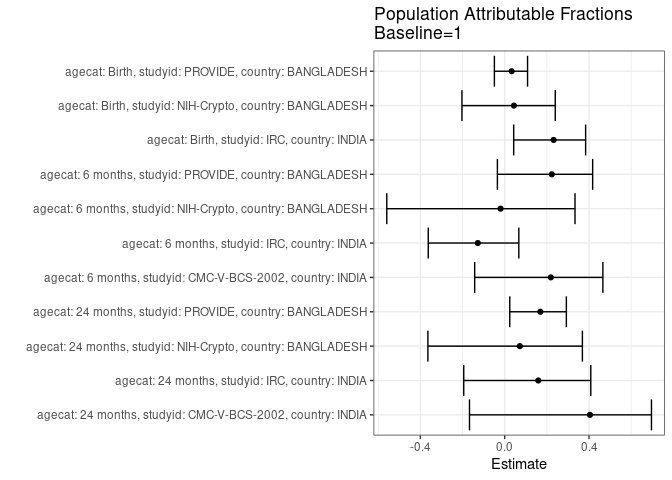 Population Attributable Fractions
Baseline=1
agecat: Birth, studyid: PROVIDE, country: BANGLADESH
agecat: Birth, studyid: NIH-Crypto, country: BANGLADESH
agecat: Birth, studyid: IRC, country: INDIA
agecat: 6 months, studyid: PROVIDE, country: BANGLADESH
agecat: 6 months, studyid: NIH-Crypto, country: BANGLADESH
agecat: 6 months, studyid: IRC, country: INDIA
agecat: 6 months, studyid: CMC-V-BCS-2002, country: INDIA
agecat: 24 months, studyid: PROVIDE, country: BANGLADESH
agecat: 24 months, studyid: NIH-Crypto, country: BANGLADESH
agecat: 24 months, studyid: IRC, country: INDIA
agecat: 24 months, studyid: CMC-V-BCS-2002, country: INDIA
-0.4 0.0 0.4
Estimate